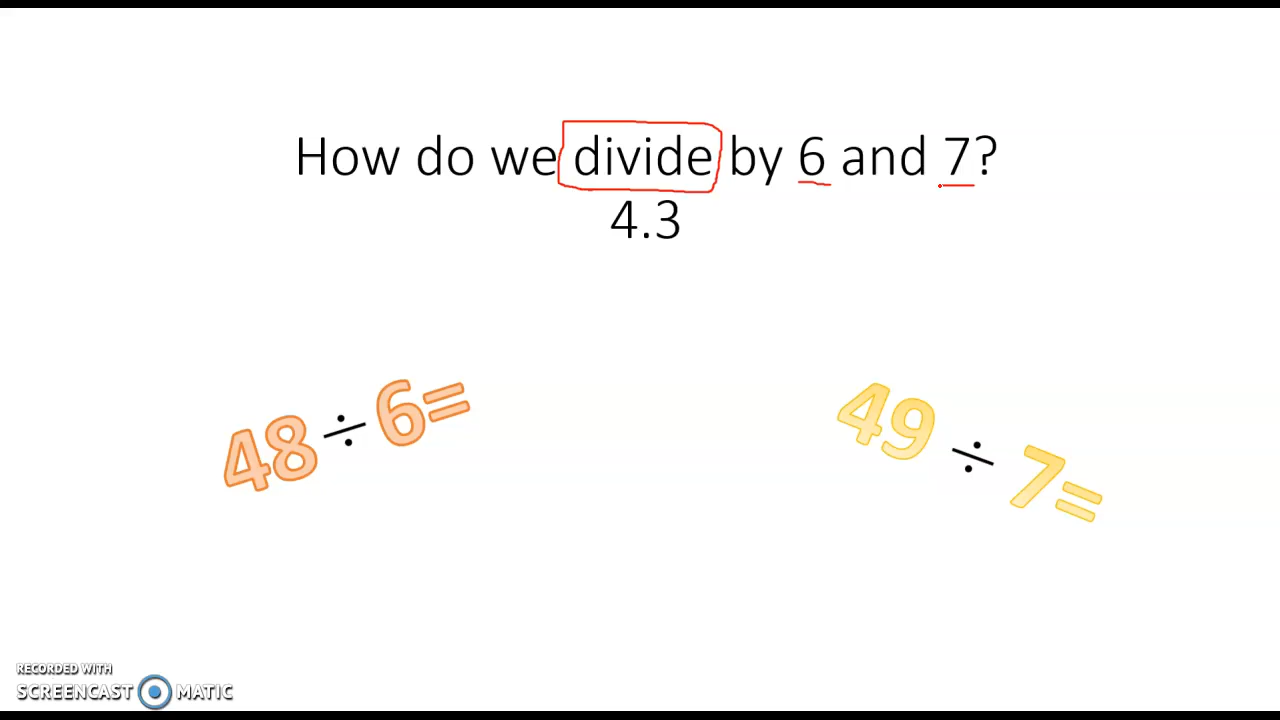 How do we divide by 6 and 7?
4.3
48 ÷ 6=
49 ÷ 7=
RECORDED WITH
SCREENCAST MATIC